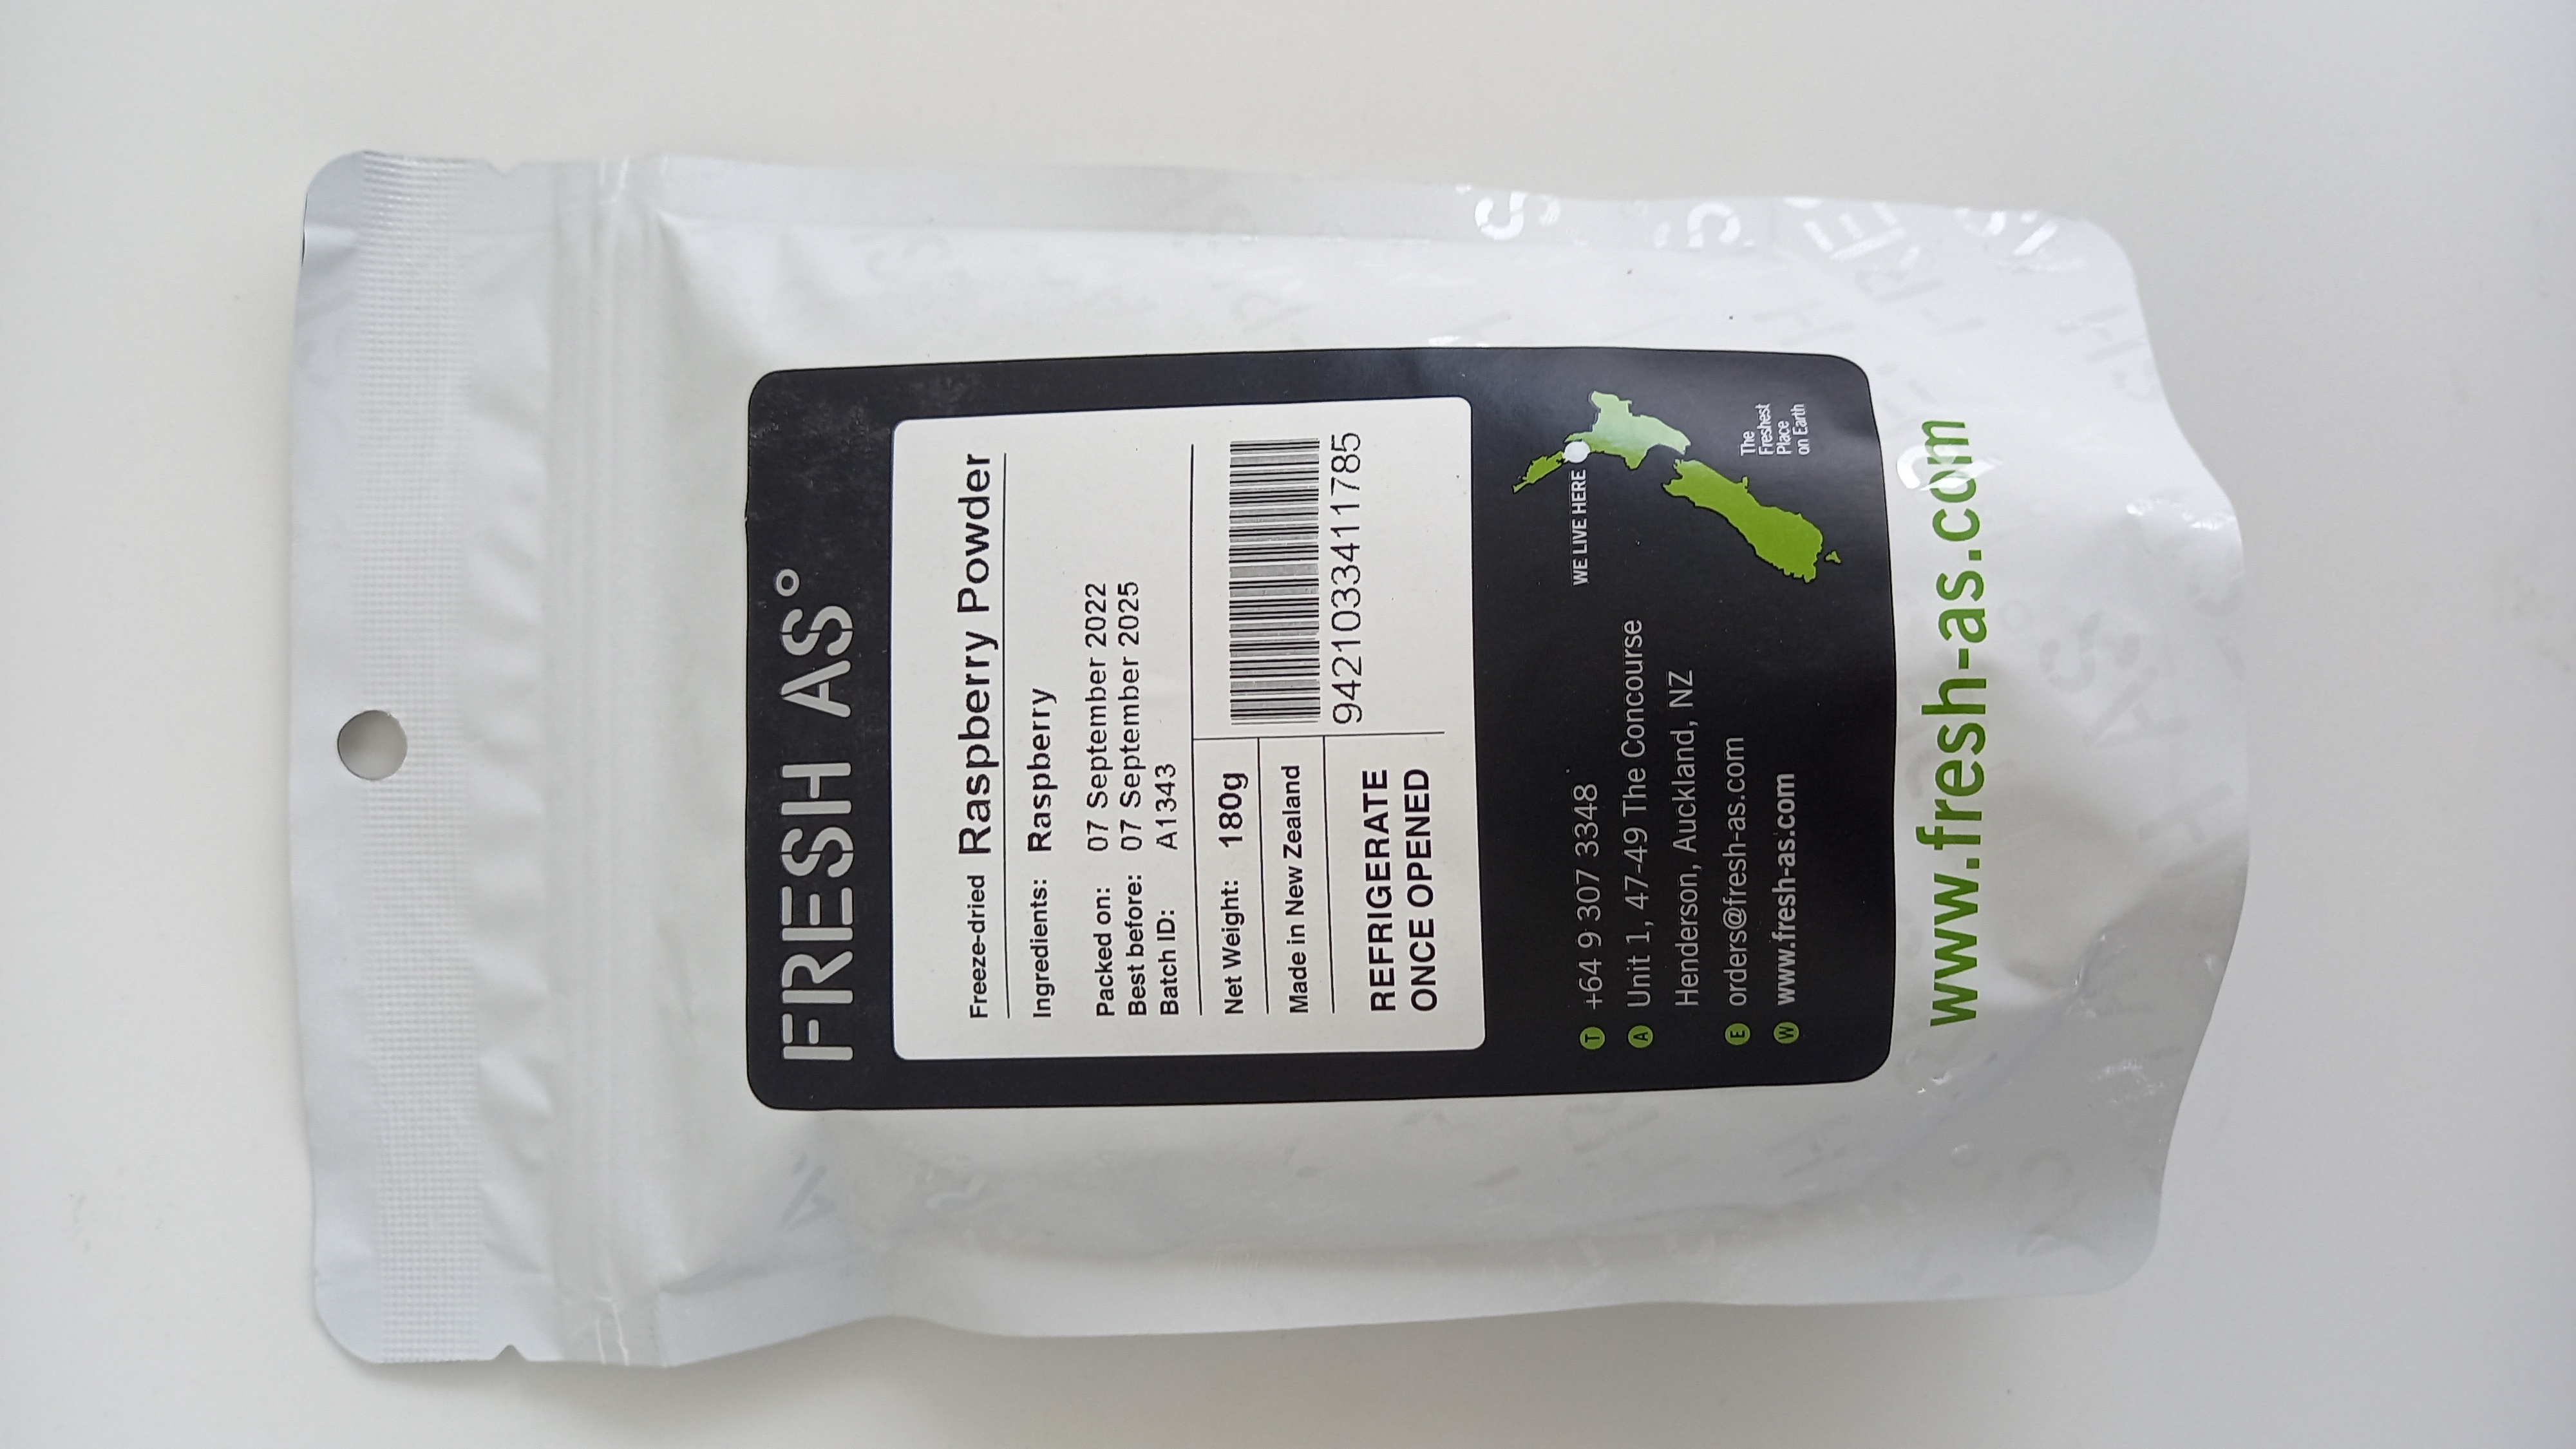 FRESH AS°
Freeze-dried Raspberry Powder
Ingredients: Raspberry
Packed on: 07 September 2022
Best before: 07 September 2025
Batch ID: A1343
Net Weight: 180g
Made in New Zealand
REFRIGERATE
ONCE OPENED
9421033411785
T +64 9 307 3348
A Unit 1, 47-49 The Concourse
Henderson, Auckland, NZ
E orders@fresh-as.com
W www.fresh-as.com
WE LIVE HERE
The
Freshest
Place
on Earth
www.fresh-as.com